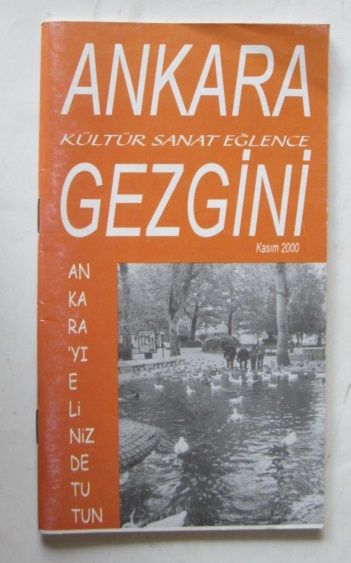 ANKARA
KÜLTÜR SANAT EĞLENCE
GEZGİNİ
Kasım 2000
AN
KA
RA
'YI
E
Lİ
NİZ
DE
TU
TUN